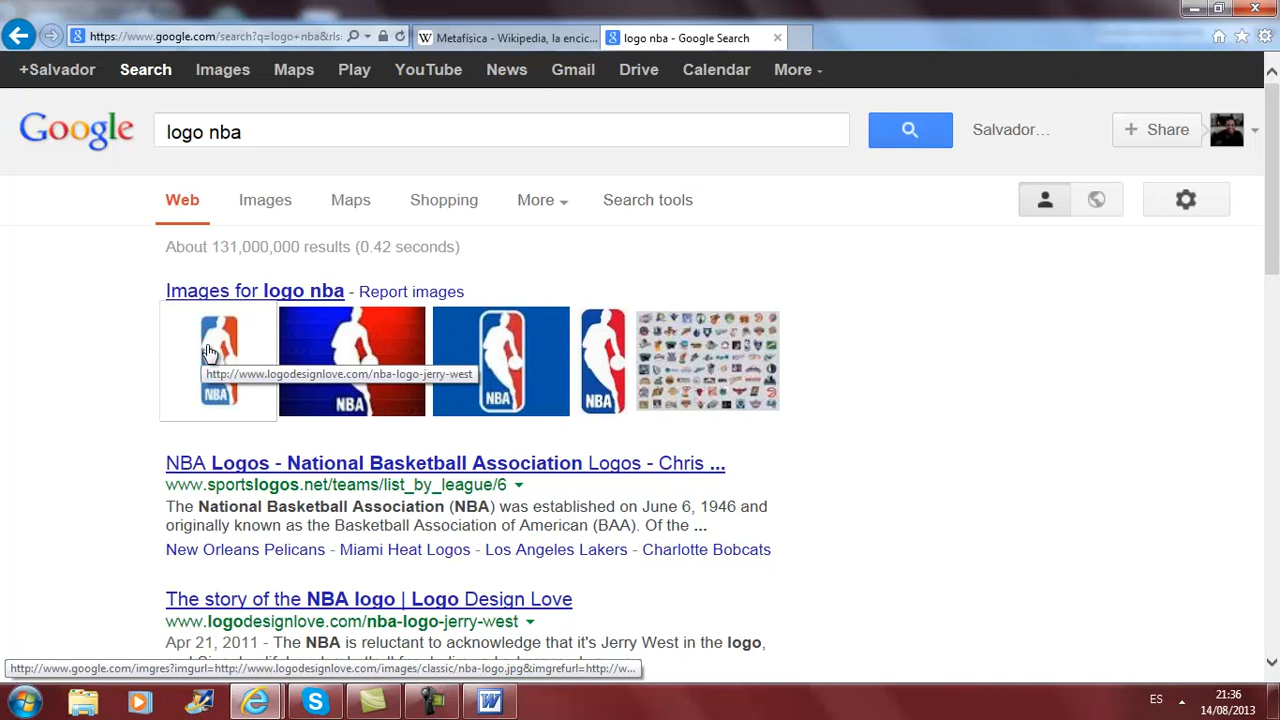 https://www.google.com/search?q=logo+nba&rls
Metafísica - Wikipedia, la encic...
logo nba - Google Search
+Salvador Search Images Maps Play YouTube News Gmail Drive Calendar More
Google
logo nba
Salvador...
+ Share
Web Images Maps Shopping More Search tools
About 131,000,000 results (0.42 seconds)
Images for logo nba - Report images
NBA
NBA
NBA
NBA
http://www.logodesignlove.com/nba-logo-jerry-west
NBA Logos - National Basketball Association Logos - Chris ...
www.sportslogos.net/teams/list_by_league/6
The National Basketball Association (NBA) was established on June 6, 1946 and
originally known as the Basketball Association of American (BAA). Of the ...
New Orleans Pelicans - Miami Heat Logos - Los Angeles Lakers - Charlotte Bobcats
The story of the NBA logo | Logo Design Love
www.logodesignlove.com/nba-logo-jerry-west
Apr 21, 2011 - The NBA is reluctant to acknowledge that it's Jerry West in the logo,
http://www.google.com/imgres?imgurl=http://www.logodesignlove.com/images/classic/nba-logo.jpg&imgrefurl=http://w...
ES
21:36
14/08/2013